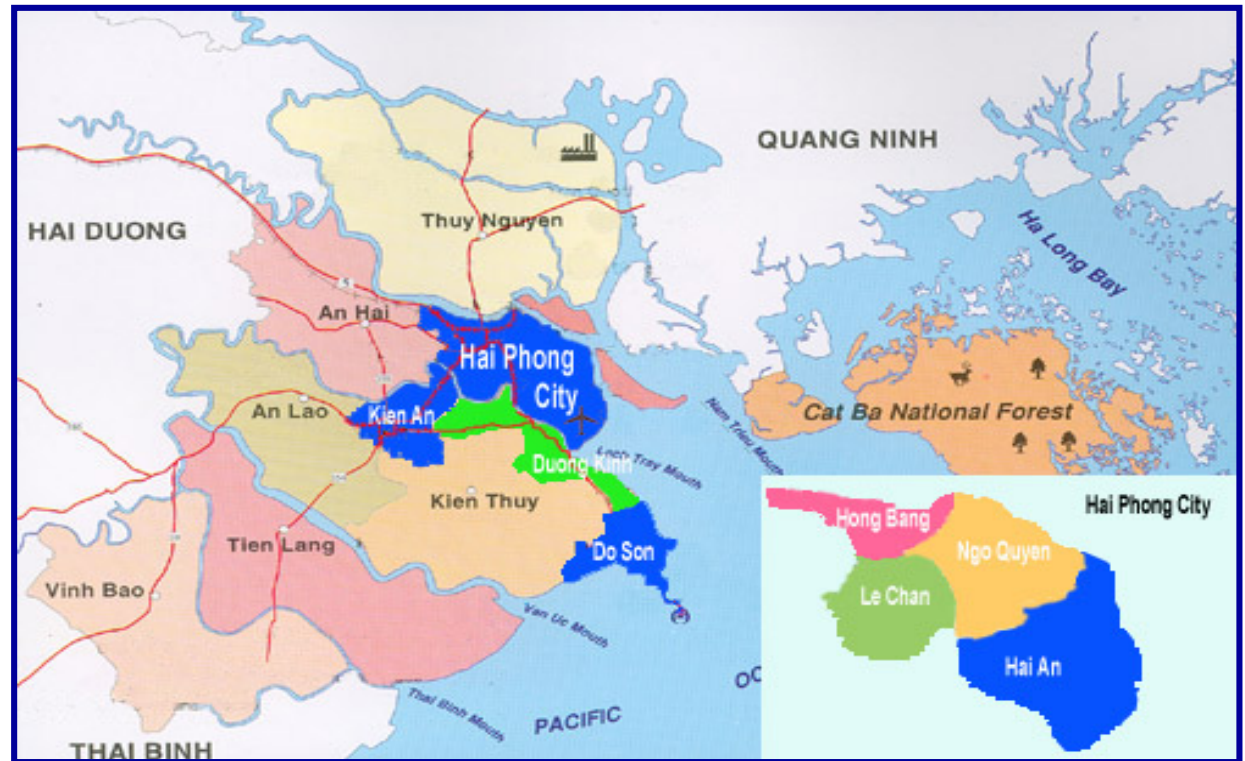 QUANG NINH
Thuy Nguyen
HAI DUONG
Ha Long Bay
An Hai
Hai Phong
City
Cat Ba National Forest
An Lao
Kien An
Nam Trieu Mouth
Lach Tray Mouth
Duong Kinh
Kien Thuy
Tien Lang
Do Son
Vinh Bao
Van Uc Mouth
Thai Binh Mouth
PACIFIC
OC
THAI BINH
Hai Phong City
Hong Bang
Ngo Quyen
Le Chan
Hai An